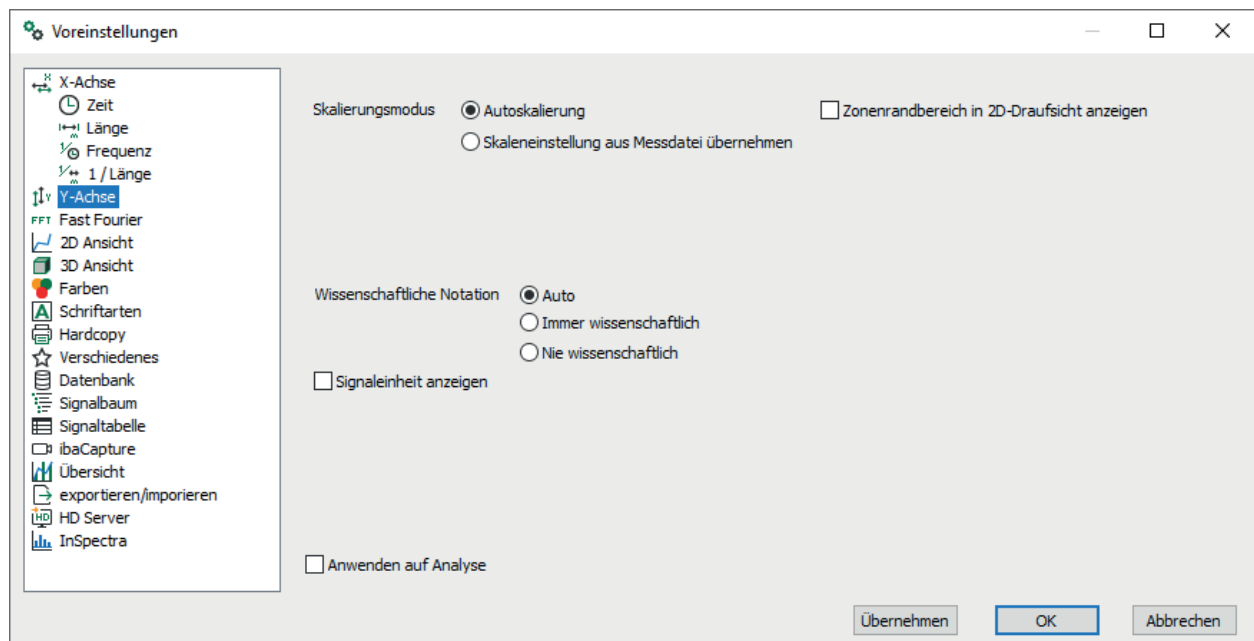 Voreinstellungen
X-Achse
Zeit
Länge
Frequenz
1 / Länge
Y-Achse
FFT Fast Fourier
2D Ansicht
3D Ansicht
Farben
Schriftarten
Hardcopy
Verschiedenes
Datenbank
Signalbaum
Signaltabelle
ibaCapture
Übersicht
exportieren/imporieren
HD Server
InSpectra
Skalierungsmodus Autoskalierung Zonenrandbereich in 2D-Draufsicht anzeigen
Skaleneinstellung aus Messdatei übernehmen
Wissenschaftliche Notation Auto
Immer wissenschaftlich
Nie wissenschaftlich
Signaleinheit anzeigen
Anwenden auf Analyse
Übernehmen OK Abbrechen